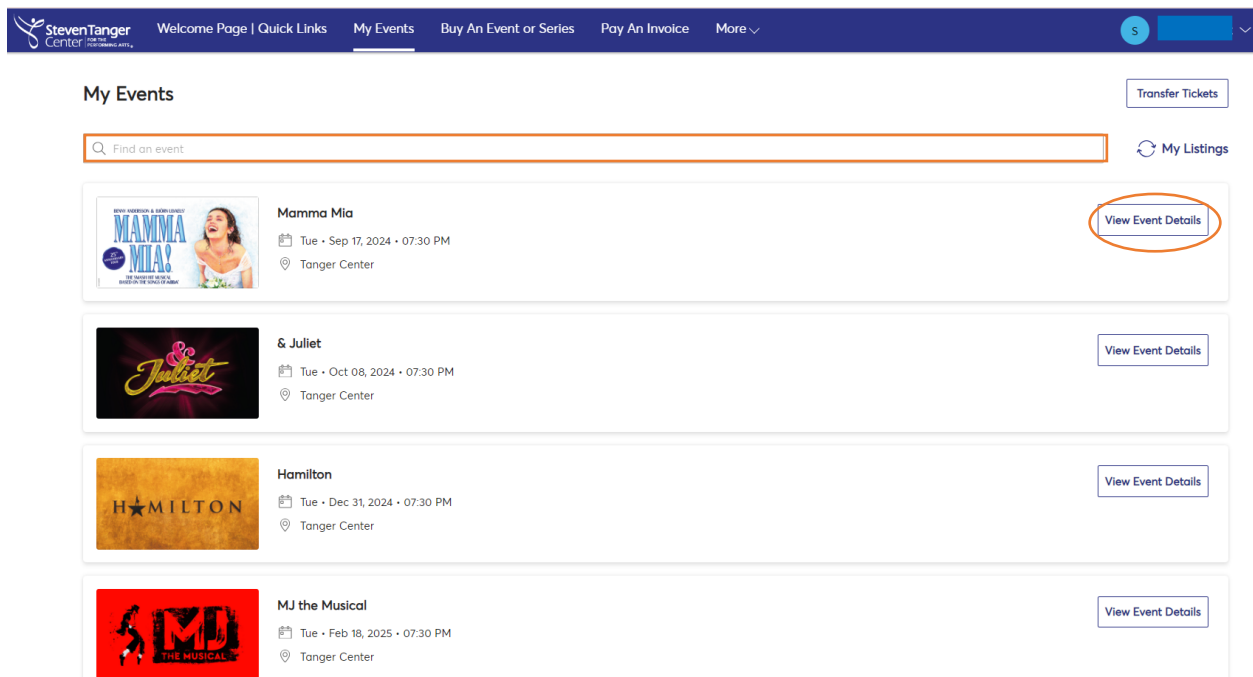 StevenTanger
Center FOR THE PERFORMING ARTS
Welcome Page | Quick Links
My Events
Buy An Event or Series
Pay An Invoice
More
S
My Events
Transfer Tickets
Find an event
My Listings
BENNY ANDERSSON & BJÖRN ULVAEUS'
MAMMA
MIA!
THE SMASH HIT MUSICAL
BASED ON THE SONGS OF ABBA
Mamma Mia
Tue • Sep 17, 2024 • 07:30 PM
Tanger Center
View Event Details
& Juliet
& Juliet
Tue • Oct 08, 2024 • 07:30 PM
Tanger Center
View Event Details
HAMILTON
Hamilton
Tue • Dec 31, 2024 • 07:30 PM
Tanger Center
View Event Details
MJ
THE MUSICAL
MJ the Musical
Tue • Feb 18, 2025 • 07:30 PM
Tanger Center
View Event Details